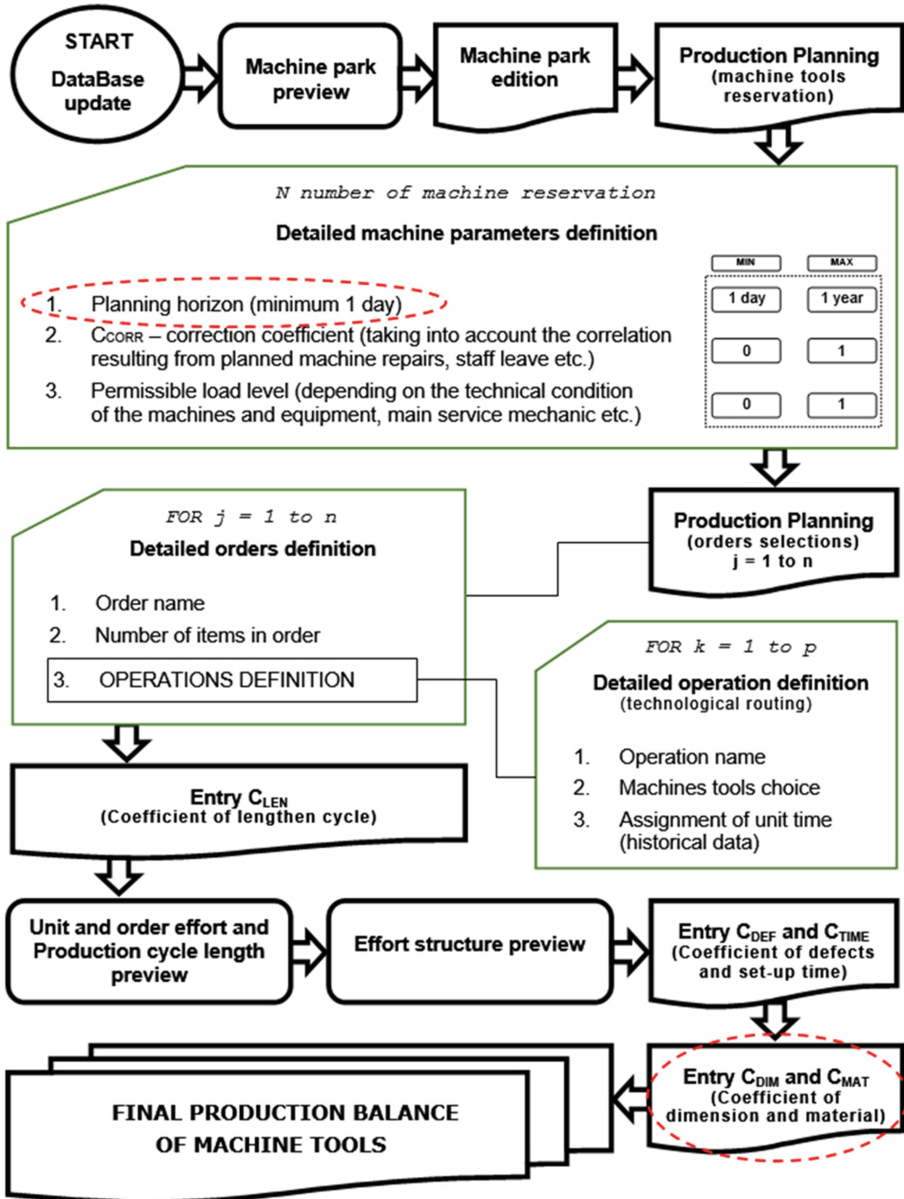 START
DataBase
update
Machine park
preview
Machine park
edition
Production Planning
(machine tools
reservation)
N number of machine reservation
Detailed machine parameters definition
MIN MAX
1. Planning horizon (minimum 1 day)
1 day 1 year
2. CCORR – correction coefficient (taking into account the correlation
resulting from planned machine repairs, staff leave etc.)
0 1
3. Permissible load level (depending on the technical condition
of the machines and equipment, main service mechanic etc.)
0 1
Production Planning
(orders selections)
j = 1 to n
FOR j = 1 to n
Detailed orders definition
1. Order name
2. Number of items in order
3. OPERATIONS DEFINITION
FOR k = 1 to p
Detailed operation definition
(technological routing)
1. Operation name
2. Machines tools choice
3. Assignment of unit time
(historical data)
Entry CLEN
(Coefficient of lengthen cycle)
Unit and order effort and
Production cycle length
preview
Effort structure preview
Entry CDEF and CTIME
(Coefficient of defects
and set-up time)
Entry CDIM and CMAT
(Coefficient of
dimension and material)
FINAL PRODUCTION BALANCE
OF MACHINE TOOLS